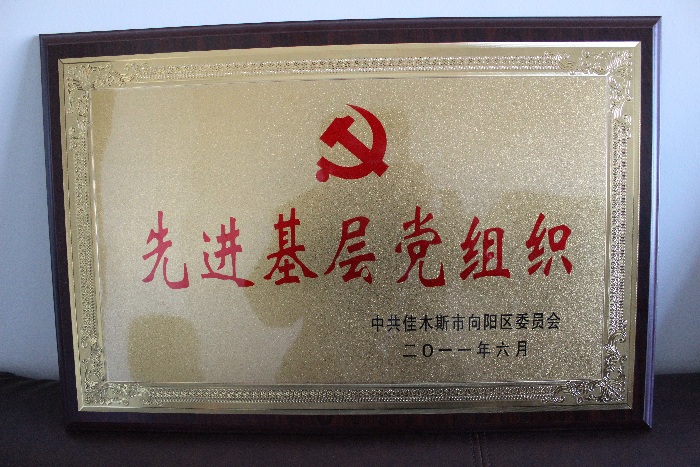 先进基层党组织
中共佳木斯市向阳区委员会
二〇一一年六月